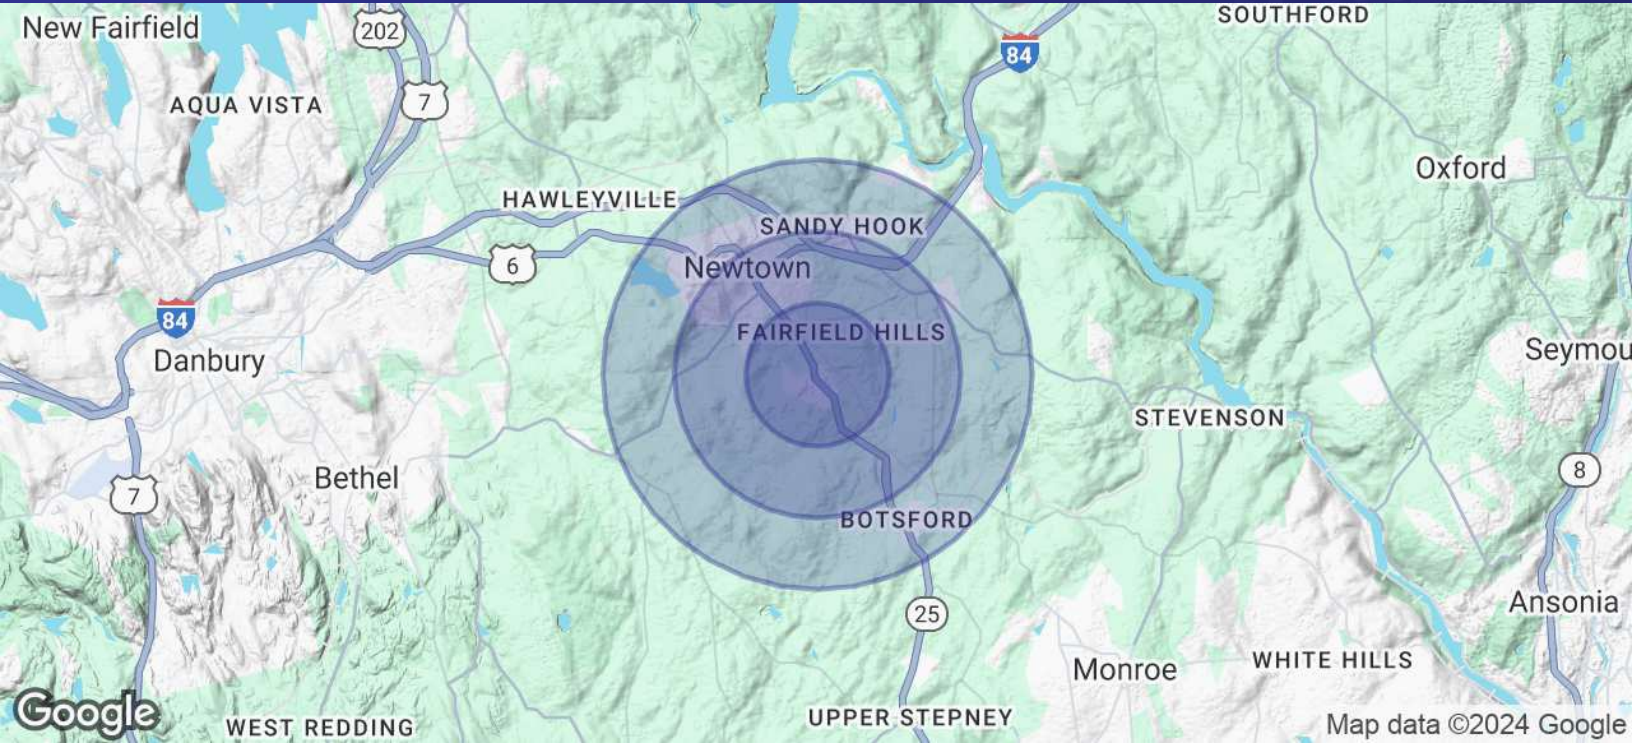 New Fairfield
202
SOUTHFORD
84
7
AQUA VISTA
Oxford
HAWLEYVILLE
SANDY HOOK
6
Newtown
84
FAIRFIELD HILLS
Danbury
Seymou
STEVENSON
Bethel
7
8
BOTSFORD
25
Ansonia
Monroe
WHITE HILLS
Google
WEST REDDING
UPPER STEPNEY
Map data ©2024 Google